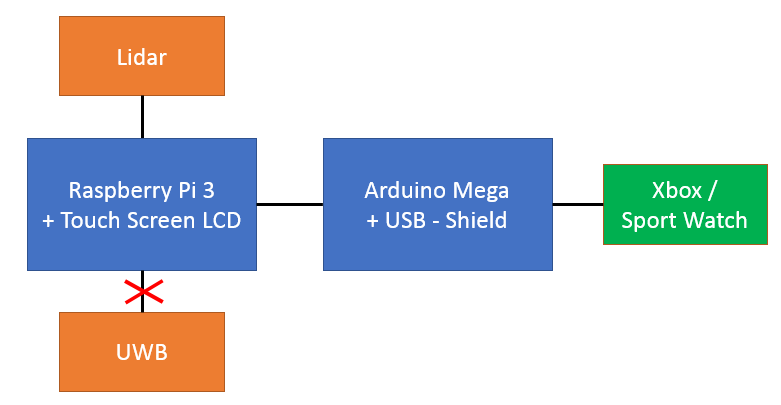 Lidar
Raspberry Pi 3
+ Touch Screen LCD
Arduino Mega
+ USB - Shield
Xbox /
Sport Watch
UWB